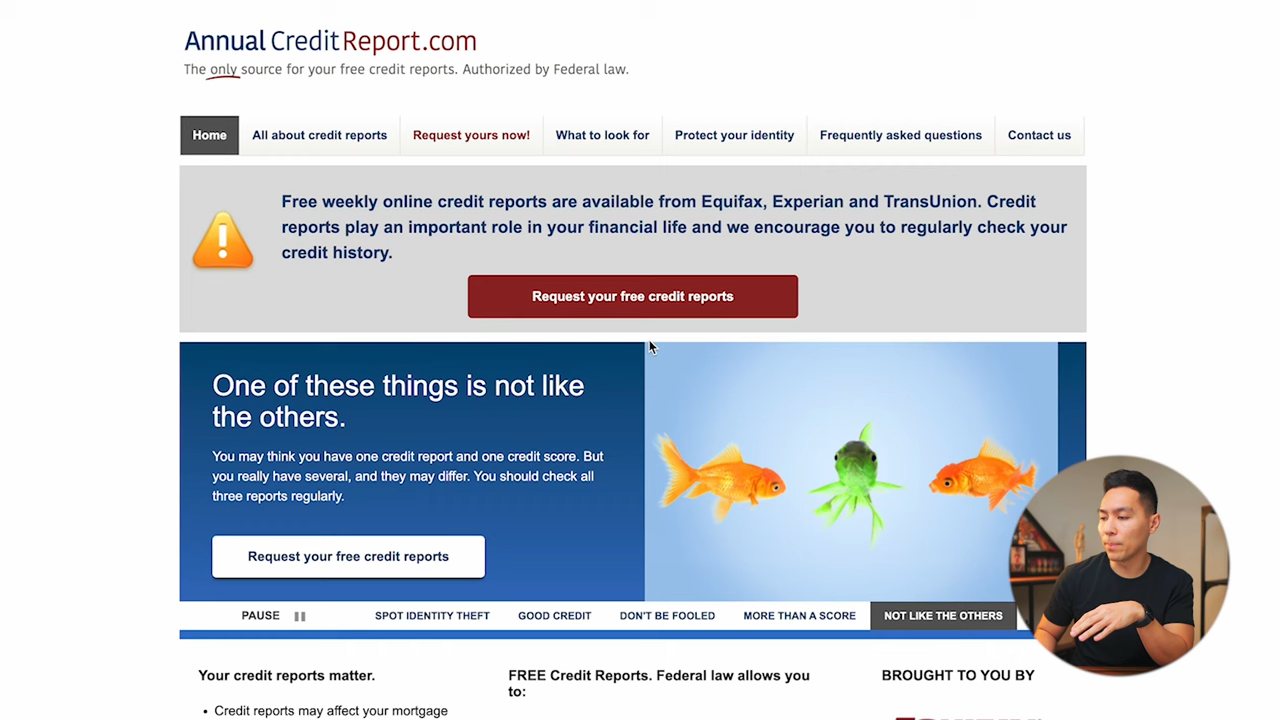 AnnualCreditReport.com
The only source for your free credit reports. Authorized by Federal law.
Home
All about credit reports
Request yours now!
What to look for
Protect your identity
Frequently asked questions
Contact us
Free weekly online credit reports are available from Equifax, Experian and TransUnion. Credit
reports play an important role in your financial life and we encourage you to regularly check your
credit history.
Request your free credit reports
One of these things is not like
the others.
You may think you have one credit report and one credit score. But
you really have several, and they may differ. You should check all
three reports regularly.
Request your free credit reports
PAUSE
SPOT IDENTITY THEFT
GOOD CREDIT
DON'T BE FOOLED
MORE THAN A SCORE
NOT LIKE THE OTHERS
Your credit reports matter.
• Credit reports may affect your mortgage
FREE Credit Reports. Federal law allows you
to:
BROUGHT TO YOU BY